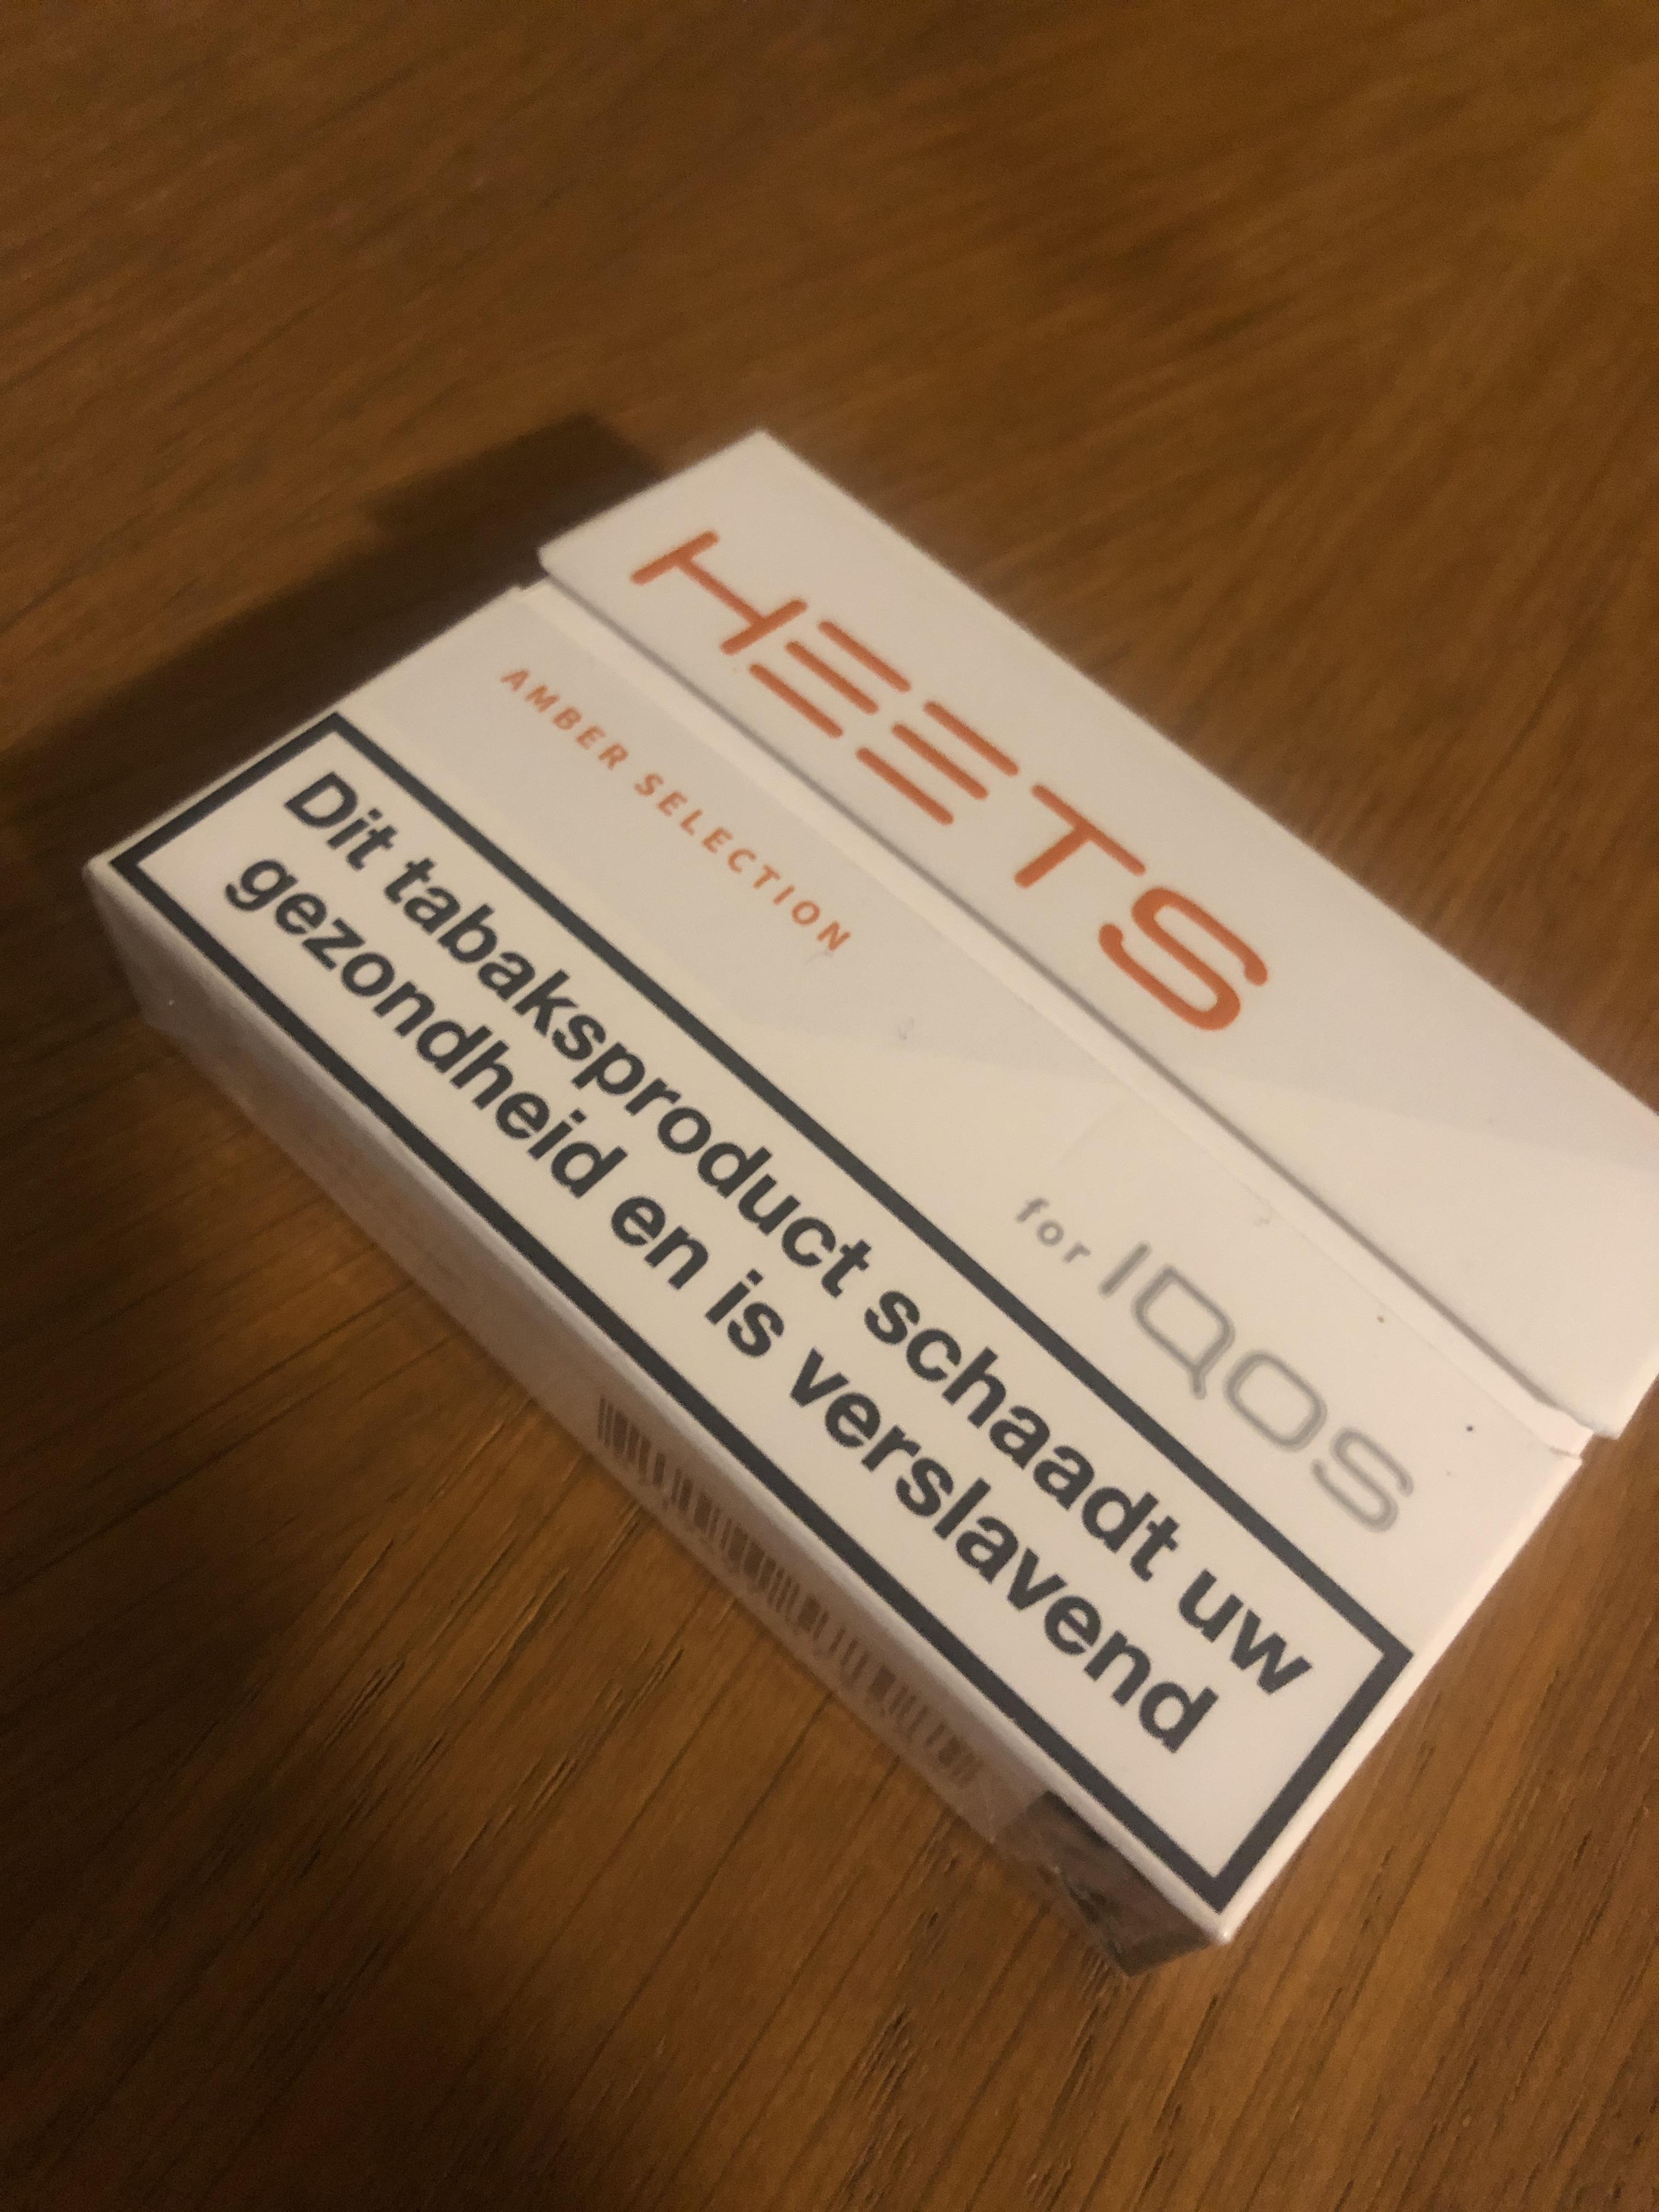 HEETS
AMBER SELECTION
for IQOS
Dit tabaksproduct schaadt uw
gezondheid en is verslavend